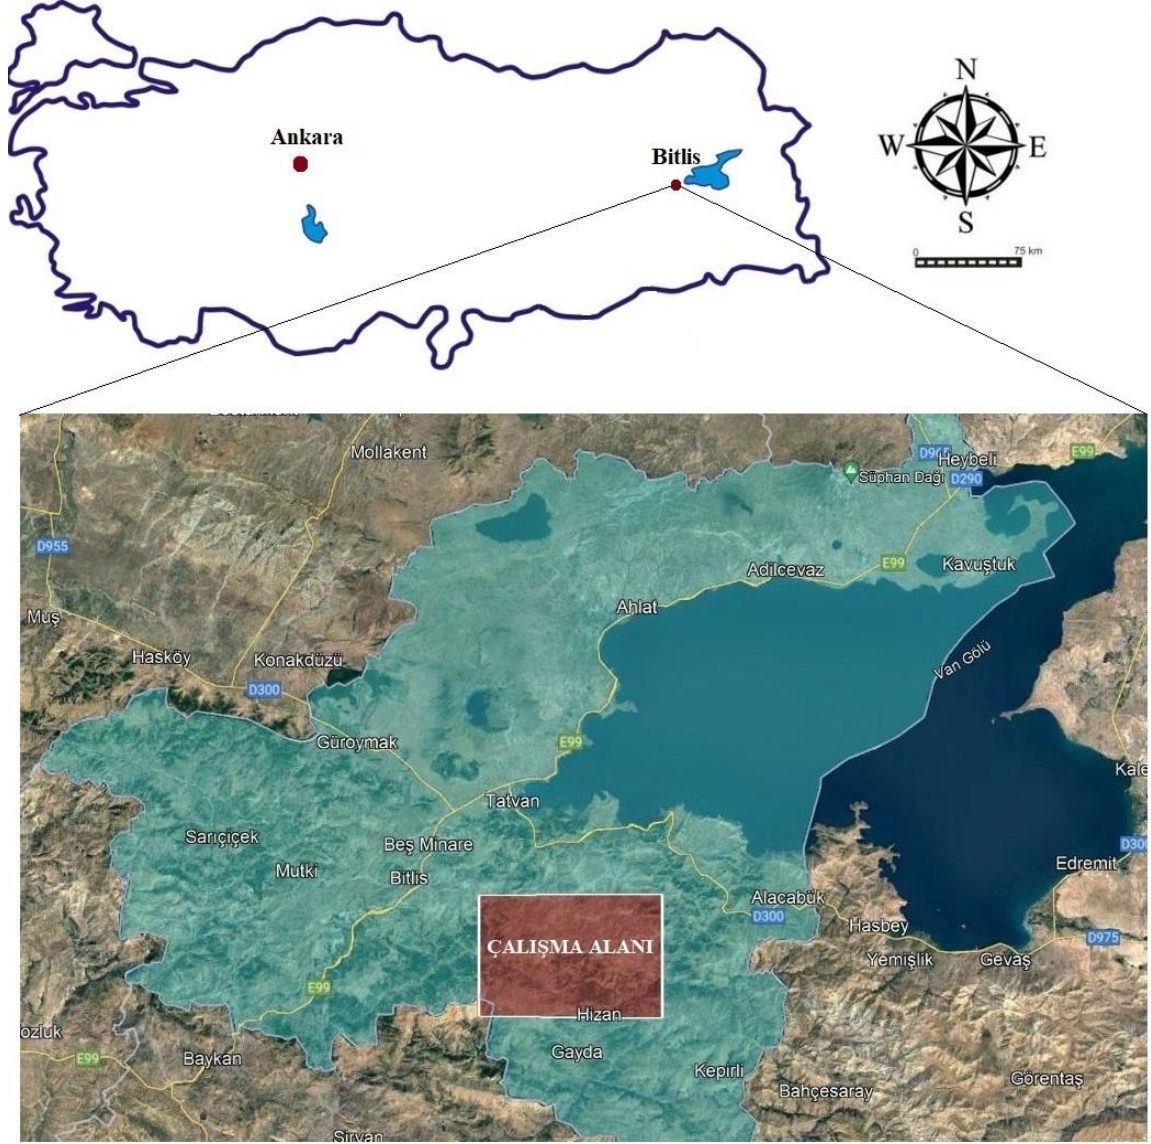 N
Ankara
Bitlis
W
E
S
0
75 km
Mollakent
E99
Heybeli
Süphan Dağı
D290
D955
Adilcevaz
E99
Kavuştuk
Ahlat
Muş
Hasköy
Konakdüzü
Van Gölü
D300
Güroymak
E99
Kale
Tatvan
Sarıçiçek
Beş Minare
D300
Mutki
Bitlis
Edremit
Alacabük
D300
Hasbey
ÇALIŞMA ALANI
D975
Yemişlik
Gevaş
E99
Hizan
ozluk
Baykan
E99
Gayda
Kepirli
Bahçesaray
Görentaş
Şirvan